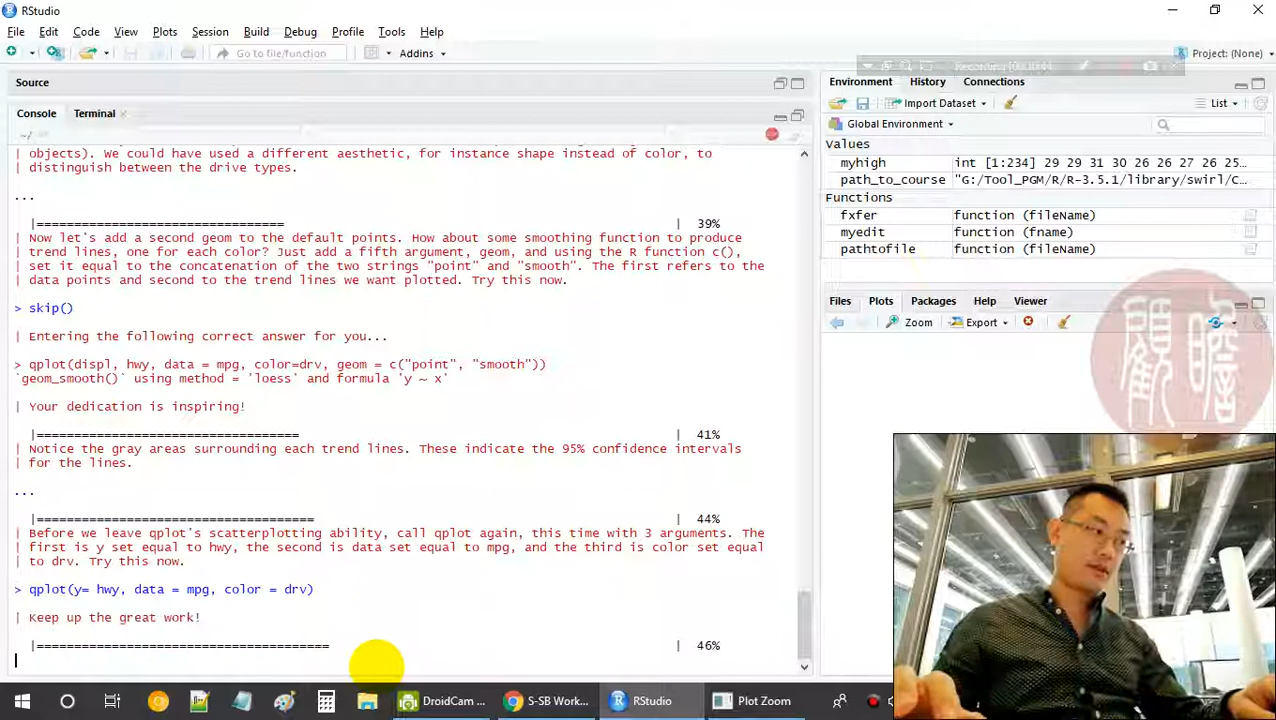 RStudio
File Edit Code View Plots Session Build Debug Profile Tools Help
Go to file/function Addins Project: (None)
Source
Console Terminal
~/
objects). We could have used a different aesthetic, for instance shape instead of color, to
| distinguish between the drive types.
...
|================================= | 39%
| Now let's add a second geom to the default points. How about some smoothing function to produce
| trend lines, one for each color? Just add a fifth argument, geom, and using the R function c(),
| set it equal to the concatenation of the two strings "point" and "smooth". The first refers to the
| data points and second to the trend lines we want plotted. Try this now.
> skip()
| Entering the following correct answer for you...
> qplot(displ, hwy, data = mpg, color=drv, geom = c("point", "smooth"))
`geom_smooth()` using method = 'loess' and formula 'y ~ x'
| Your dedication is inspiring!
|=================================== | 41%
| Notice the gray areas surrounding each trend lines. These indicate the 95% confidence intervals
| for the lines.
...
|===================================== | 44%
| Before we leave qplot's scatterplotting ability, call qplot again, this time with 3 arguments. The
| first is y set equal to hwy, the second is data set equal to mpg, and the third is color set equal
| to drv. Try this now.
> qplot(y= hwy, data = mpg, color = drv)
| Keep up the great work!
|======================================= | 46%
Environment History Connections
Import Dataset List
Global Environment
Values
myhigh int [1:234] 29 29 31 30 26 26 27 26 25...
path_to_course "G:/Tool_PGM/R/R-3.5.1/library/swirl/C...
Functions
fxfer function (fileName)
myedit function (fname)
pathtofile function (fileName)
Files Plots Packages Help Viewer
Zoom Export
DroidCam ... S-SB Work... RStudio Plot Zoom